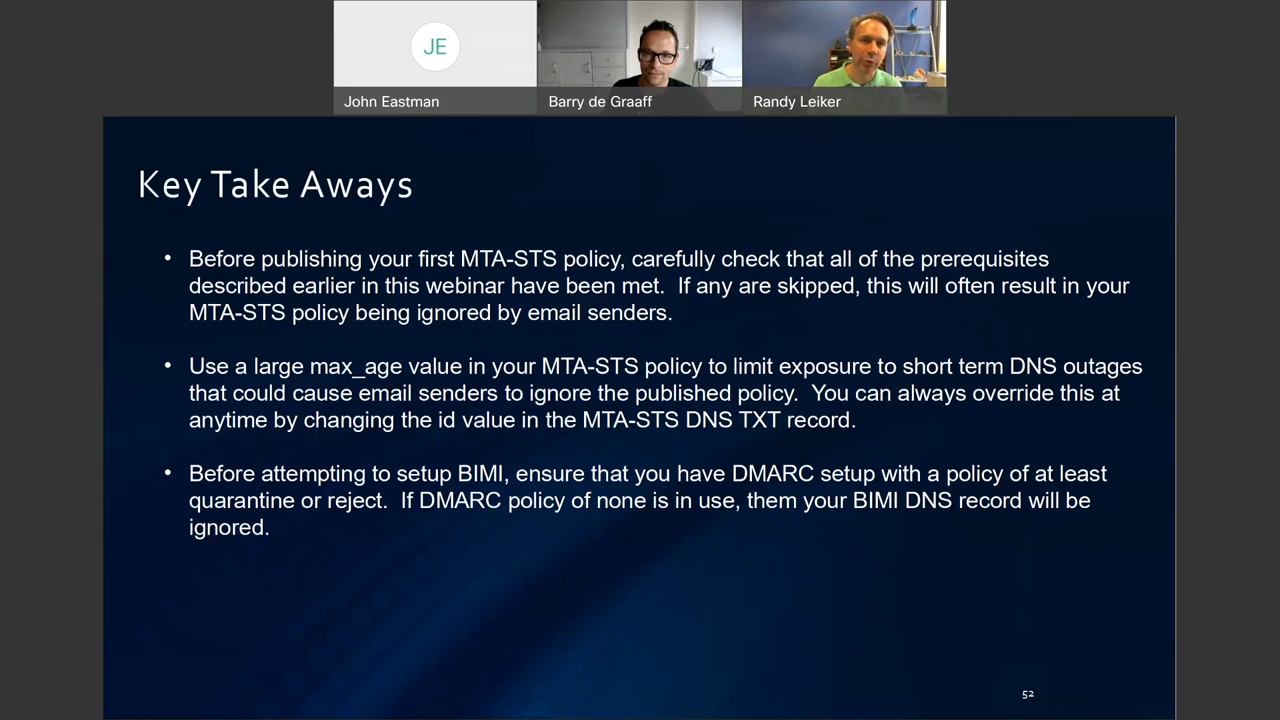 JE
John Eastman
Barry de Graaff
Randy Leiker
Key Take Aways
• Before publishing your first MTA-STS policy, carefully check that all of the prerequisites
described earlier in this webinar have been met.  If any are skipped, this will often result in your
MTA-STS policy being ignored by email senders.
• Use a large max_age value in your MTA-STS policy to limit exposure to short term DNS outages
that could cause email senders to ignore the published policy.  You can always override this at
anytime by changing the id value in the MTA-STS DNS TXT record.
• Before attempting to setup BIMI, ensure that you have DMARC setup with a policy of at least
quarantine or reject.  If DMARC policy of none is in use, them your BIMI DNS record will be
ignored.
52